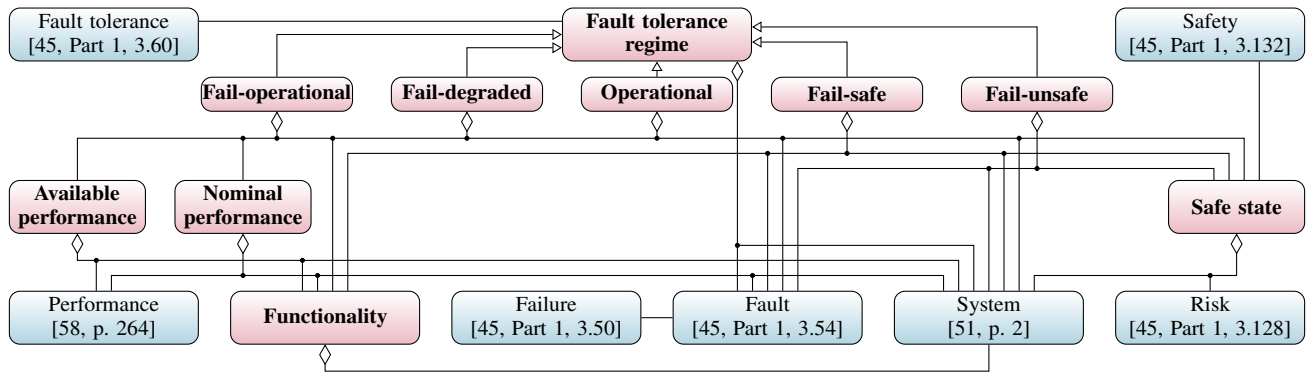 Fault tolerance
[45, Part 1, 3.60]
Fault tolerance
regime
Safety
[45, Part 1, 3.132]
Fail-operational
Fail-degraded
Operational
Fail-safe
Fail-unsafe
Available
performance
Nominal
performance
Safe state
Performance
[58, p. 264]
Functionality
Failure
[45, Part 1, 3.50]
Fault
[45, Part 1, 3.54]
System
[51, p. 2]
Risk
[45, Part 1, 3.128]